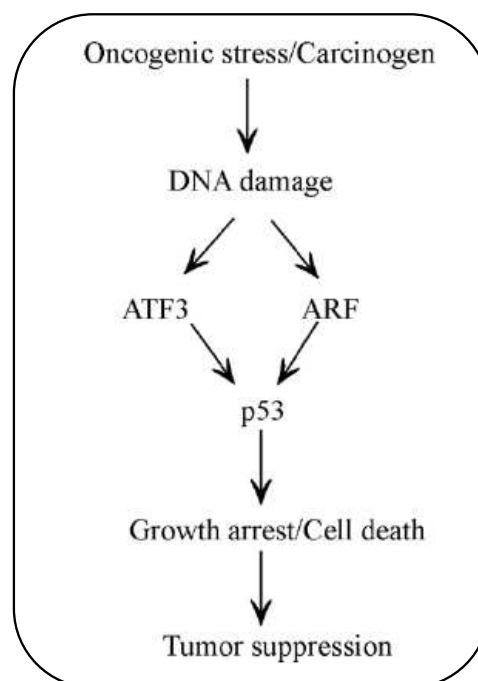 Oncogenic stress/Carcinogen
DNA damage
ATF3 ARF
p53
Growth arrest/Cell death
Tumor suppression